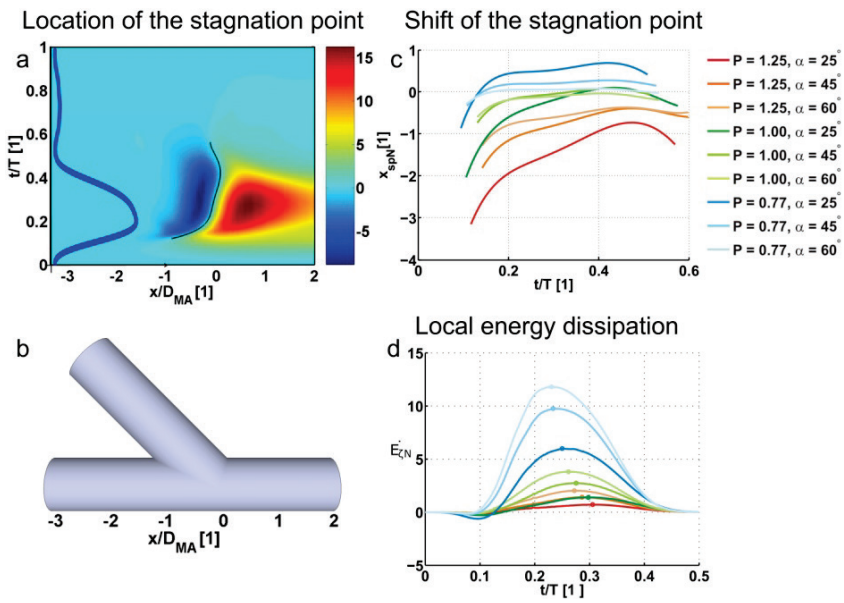 Location of the stagnation point
Shift of the stagnation point
a
t/T [1]
1
0.8
0.6
0.4
0.2
0
-3 -2 -1 0 1 2
x/D_MA [1]
15
10
5
0
-5
c
x_spN [1]
1
0
-1
-2
-3
-4
0 0.2 0.4 0.6
t/T [1]
P = 1.25, α = 25°
P = 1.25, α = 45°
P = 1.25, α = 60°
P = 1.00, α = 25°
P = 1.00, α = 45°
P = 1.00, α = 60°
P = 0.77, α = 25°
P = 0.77, α = 45°
P = 0.77, α = 60°
b
-3 -2 -1 0 1 2
x/D_MA [1]
Local energy dissipation
d
Ė_ζN
15
10
5
0
-5
0 0.1 0.2 0.3 0.4 0.5
t/T [1 ]